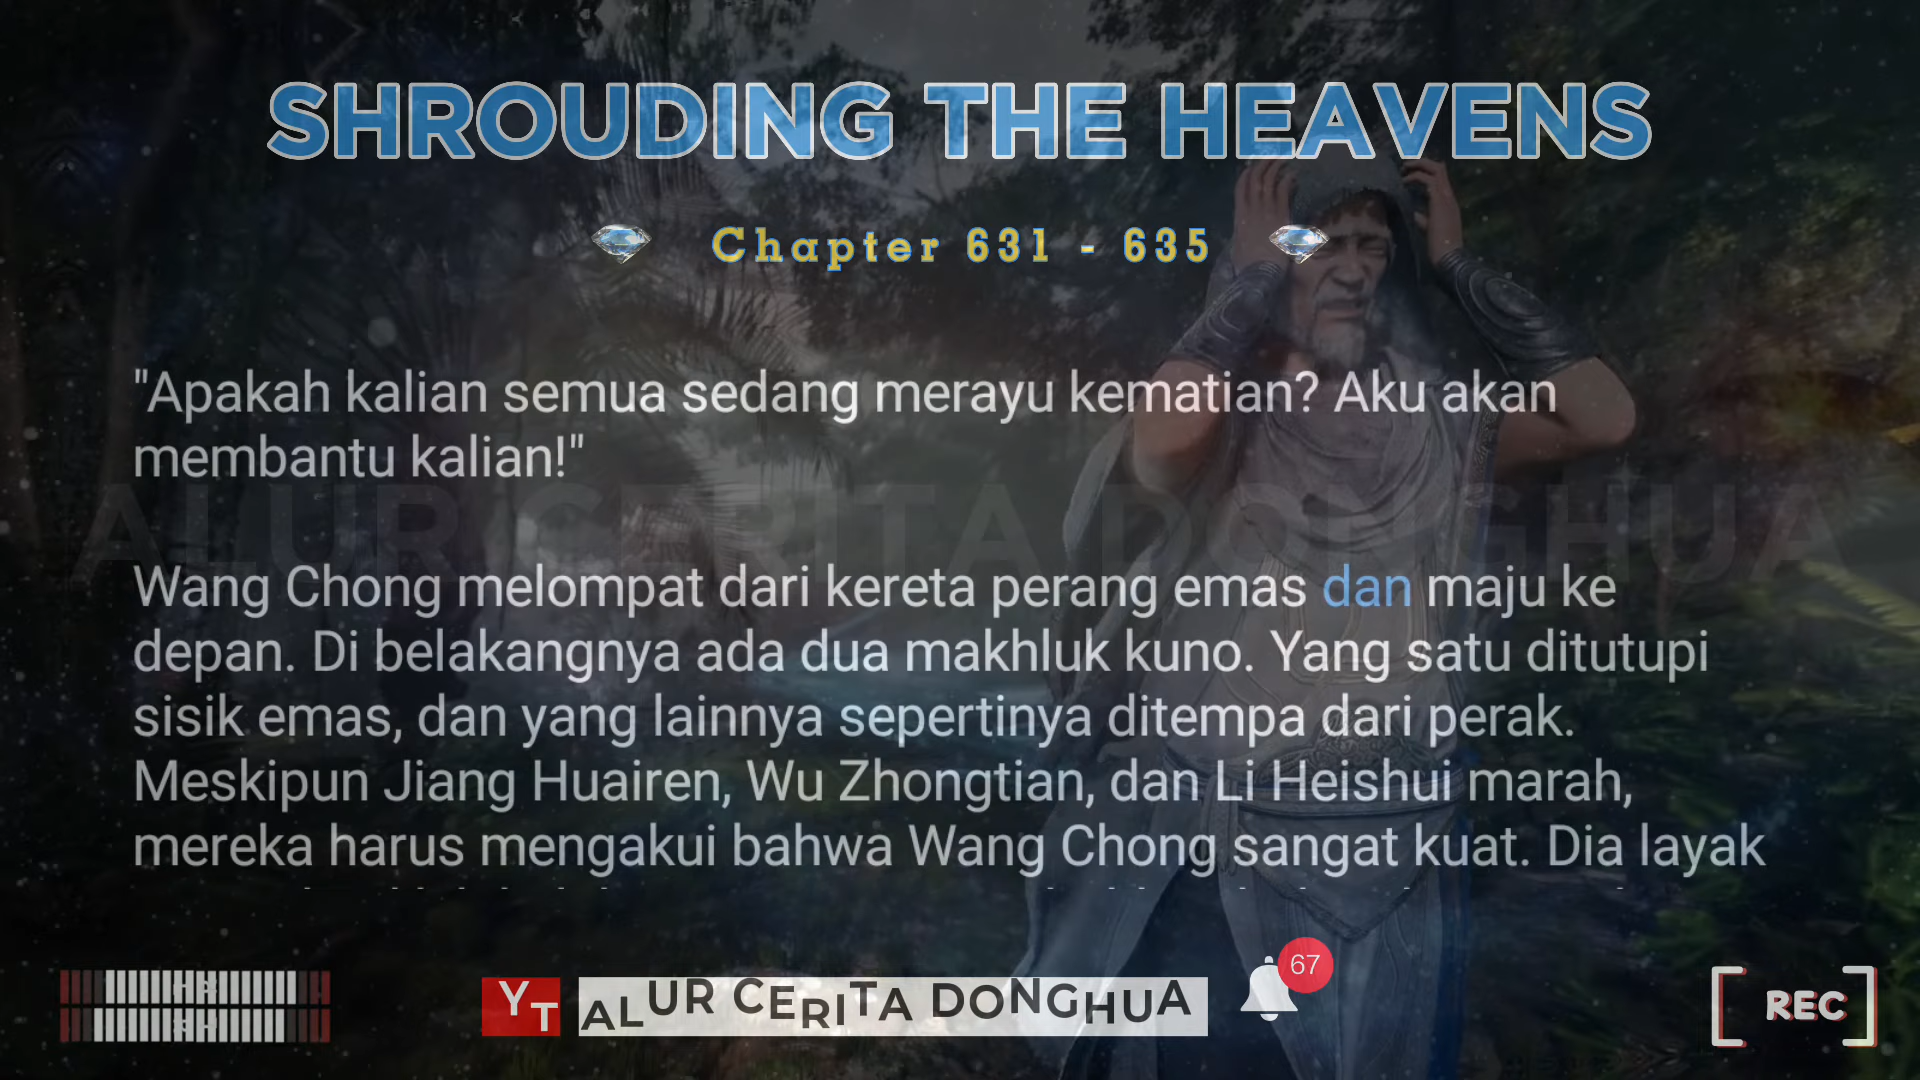 SHROUDING THE HEAVENS
Chapter 631 - 635
"Apakah kalian semua sedang merayu kematian? Aku akan
membantu kalian!"
ALUR CERITA DONGHUA
Wang Chong melompat dari kereta perang emas dan maju ke
depan. Di belakangnya ada dua makhluk kuno. Yang satu ditutupi
sisik emas, dan yang lainnya sepertinya ditempa dari perak.
Meskipun Jiang Huairen, Wu Zhongtian, dan Li Heishui marah,
mereka harus mengakui bahwa Wang Chong sangat kuat. Dia layak
YT ALUR CERITA DONGHUA
67
REC